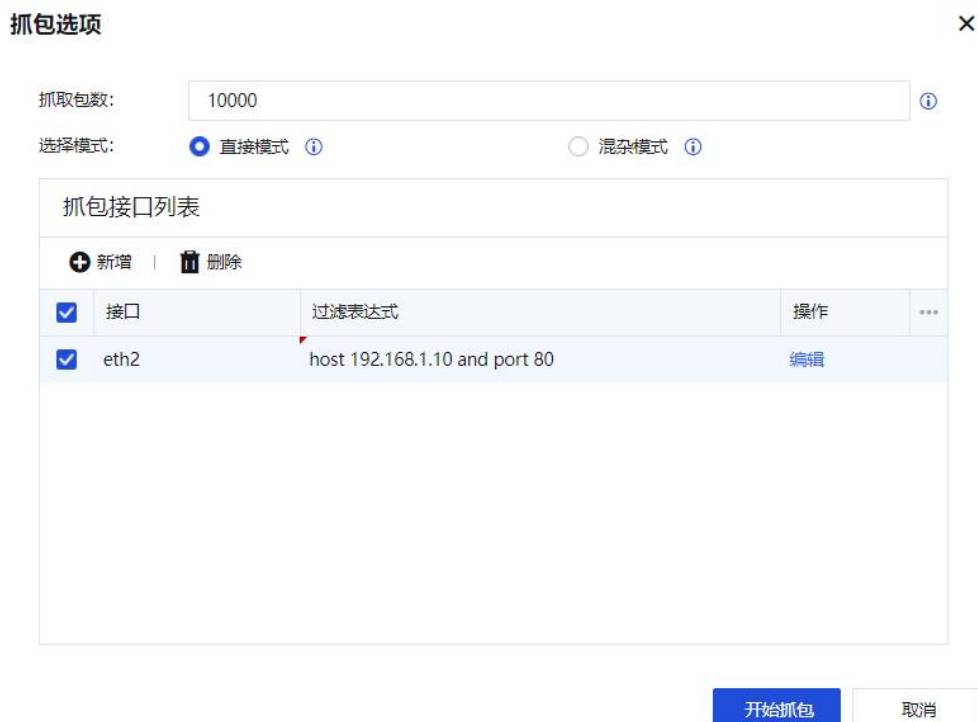 抓包选项
抓取包数: 10000
选择模式: 直接模式 混杂模式
抓包接口列表
新增 删除
接口 过滤表达式 操作
eth2 host 192.168.1.10 and port 80 编辑
开始抓包 取消